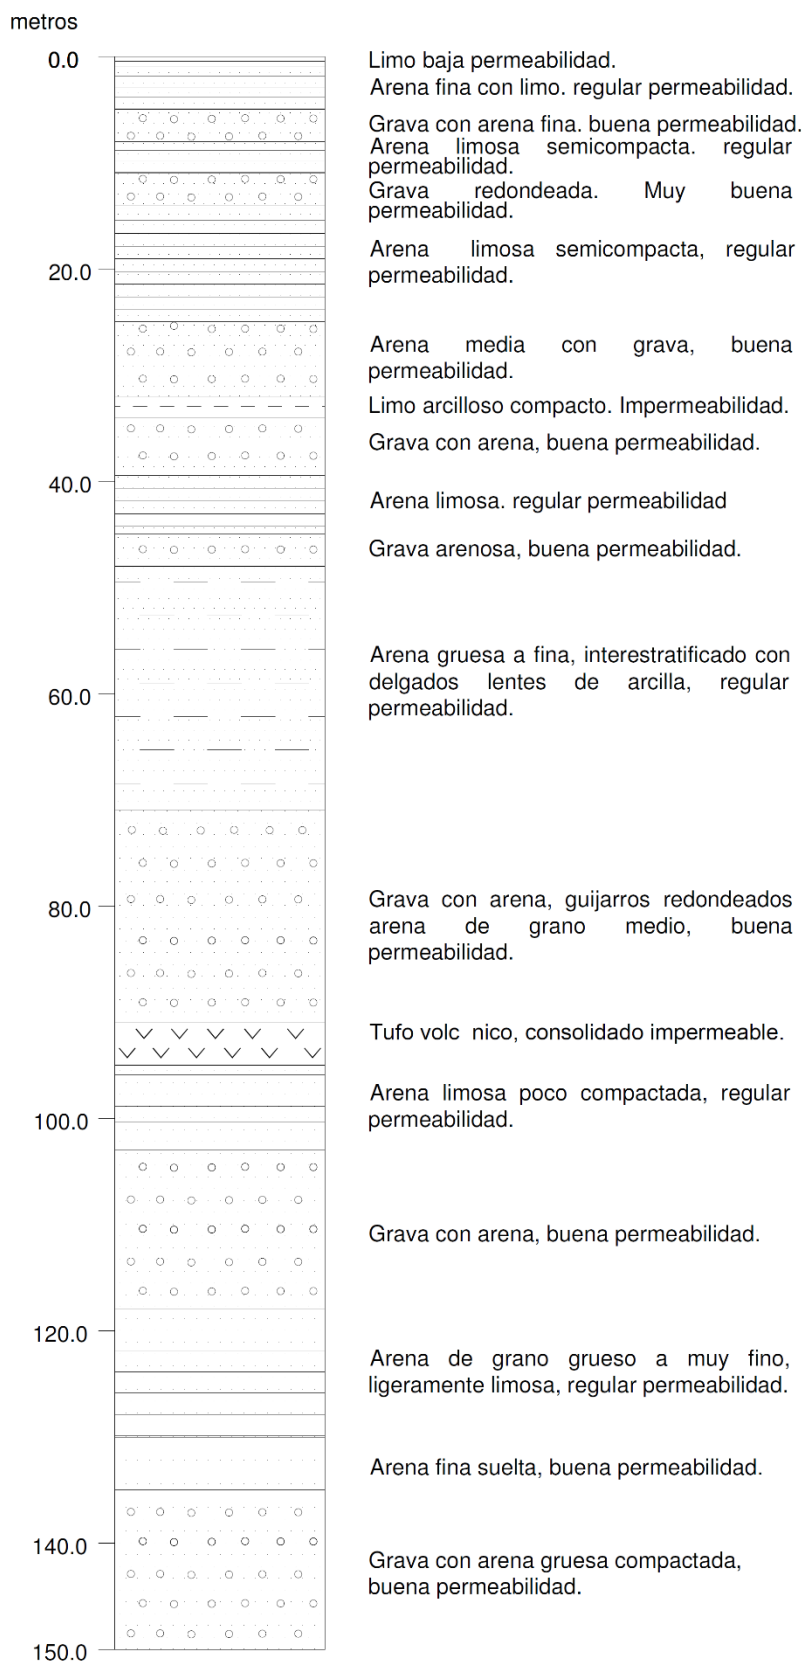 metros
0.0
Limo baja permeabilidad.
Arena fina con limo. regular permeabilidad.
Grava con arena fina. buena permeabilidad.
Arena limosa semicompacta. regular
permeabilidad.
Grava redondeada. Muy buena
permeabilidad.
Arena limosa semicompacta, regular
20.0
permeabilidad.
Arena media con grava, buena
permeabilidad.
Limo arcilloso compacto. Impermeabilidad.
Grava con arena, buena permeabilidad.
40.0
Arena limosa. regular permeabilidad
Grava arenosa, buena permeabilidad.
Arena gruesa a fina, interestratificado con
delgados lentes de arcilla, regular
60.0
permeabilidad.
Grava con arena, guijarros redondeados
80.0
arena de grano medio, buena
permeabilidad.
Tufo volc nico, consolidado impermeable.
Arena limosa poco compactada, regular
100.0
permeabilidad.
Grava con arena, buena permeabilidad.
120.0
Arena de grano grueso a muy fino,
ligeramente limosa, regular permeabilidad.
Arena fina suelta, buena permeabilidad.
140.0
Grava con arena gruesa compactada,
buena permeabilidad.
150.0